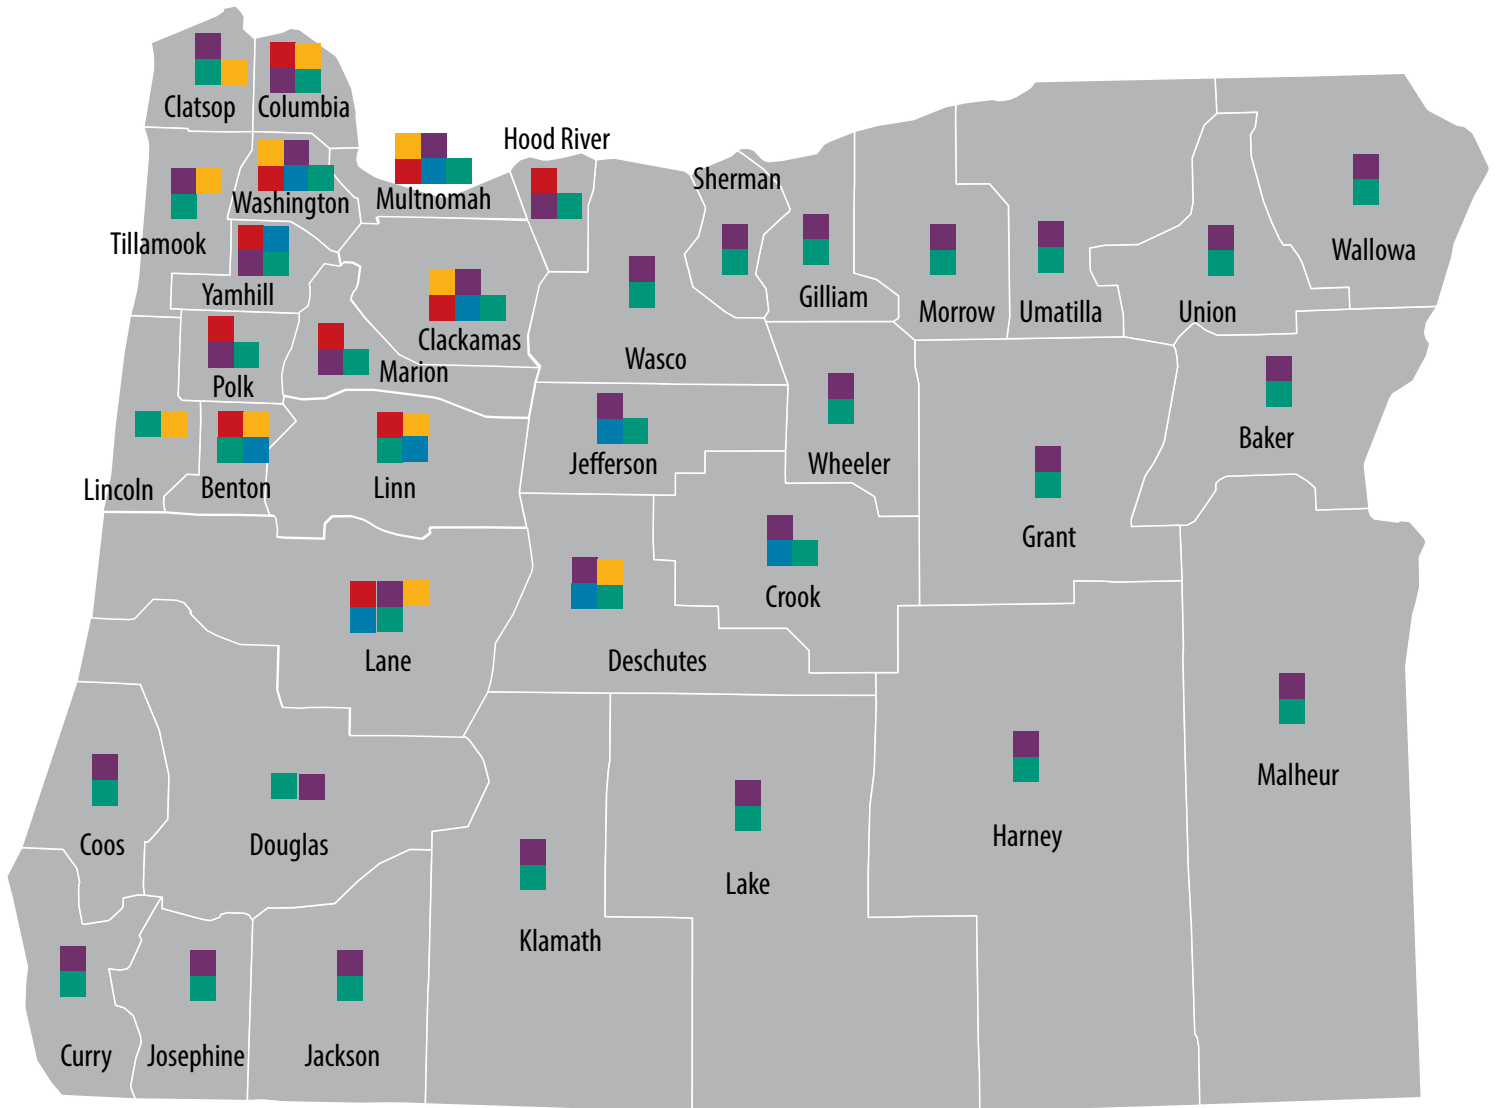 Clatsop
Columbia
Hood River
Sherman
Washington
Multnomah
Tillamook
Wallowa
Yamhill
Gilliam
Morrow
Umatilla
Union
Clackamas
Wasco
Marion
Polk
Baker
Jefferson
Wheeler
Lincoln
Benton
Linn
Grant
Crook
Lane
Deschutes
Malheur
Coos
Douglas
Harney
Lake
Klamath
Curry
Josephine
Jackson